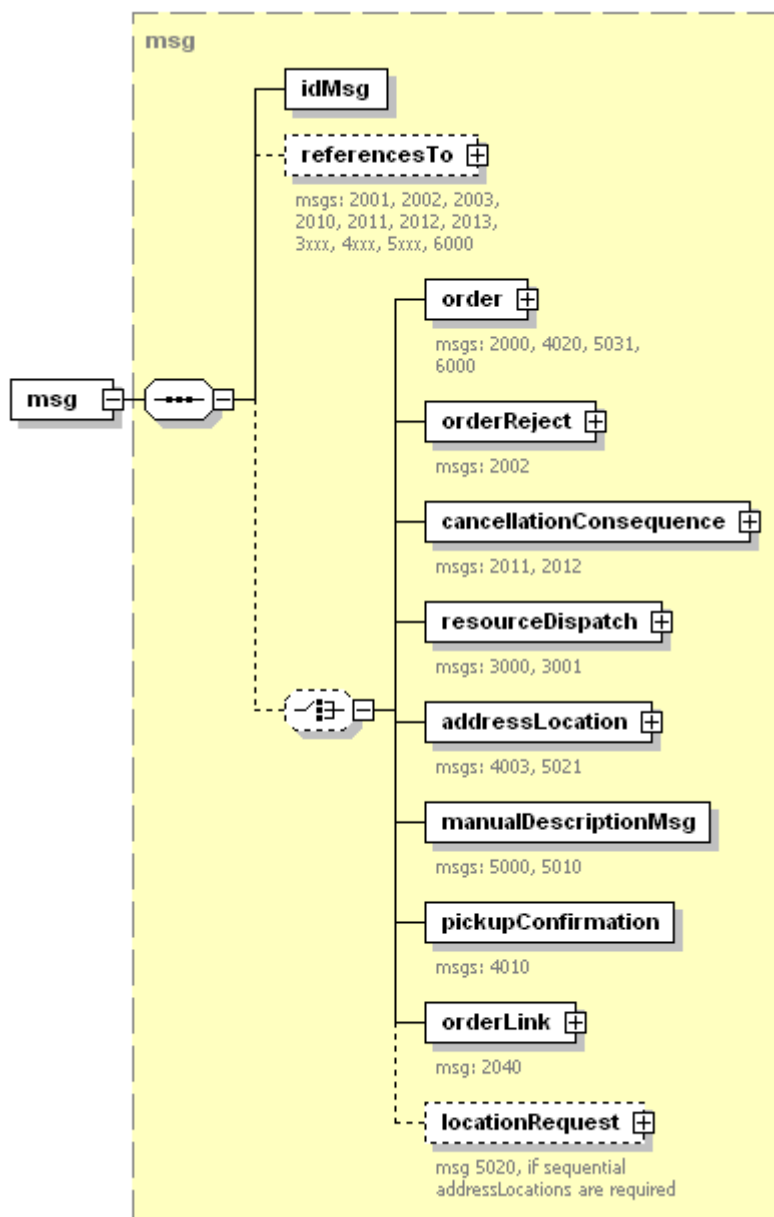 msg
idMsg
referencesTo
msgs: 2001, 2002, 2003,
2010, 2011, 2012, 2013,
3xxx, 4xxx, 5xxx, 6000
order
msgs: 2000, 4020, 5031,
6000
msg
orderReject
msgs: 2002
cancellationConsequence
msgs: 2011, 2012
resourceDispatch
msgs: 3000, 3001
addressLocation
msgs: 4003, 5021
manualDescriptionMsg
msgs: 5000, 5010
pickupConfirmation
msgs: 4010
orderLink
msg: 2040
locationRequest
msg 5020, if sequential
addressLocations are required